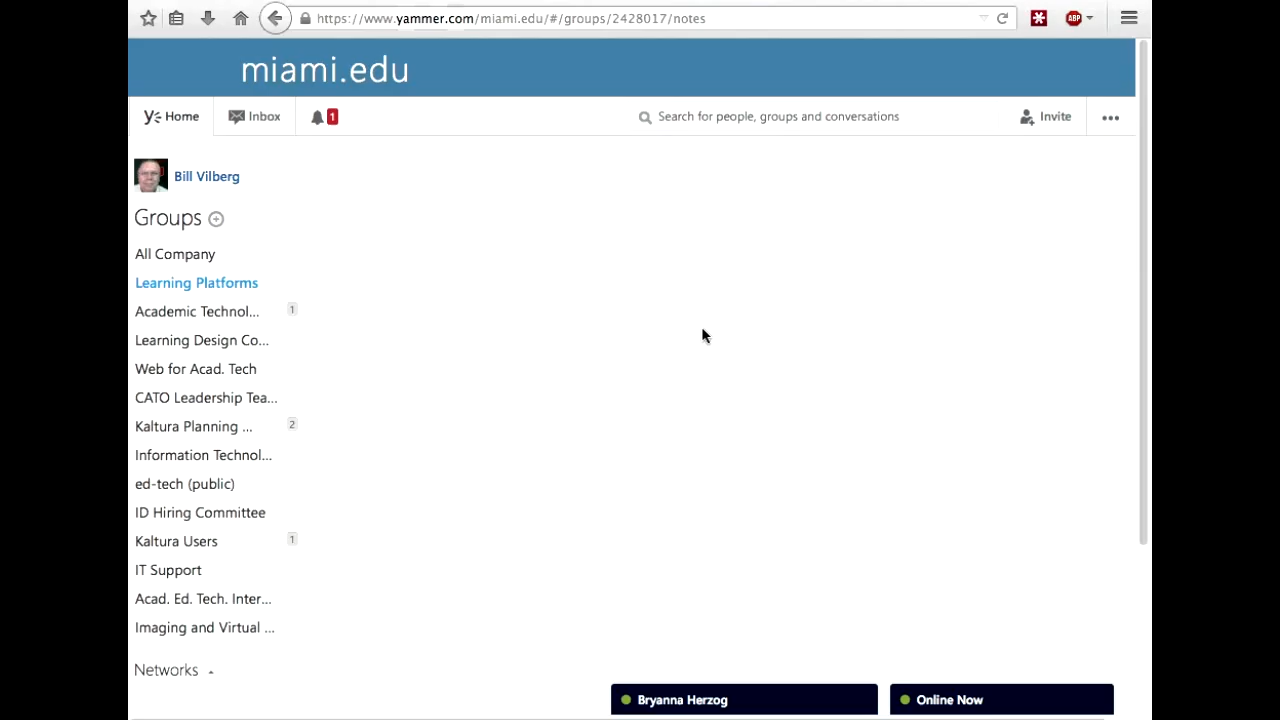 https://www.yammer.com/miami.edu/#/groups/2428017/notes
ABP
miami.edu
Home
Inbox
1
Search for people, groups and conversations
Invite
Bill Vilberg
Groups
All Company
Learning Platforms
Academic Technol... 1
Learning Design Co...
Web for Acad. Tech
CATO Leadership Tea...
Kaltura Planning ... 2
Information Technol...
ed-tech (public)
ID Hiring Committee
Kaltura Users 1
IT Support
Acad. Ed. Tech. Inter...
Imaging and Virtual ...
Networks
Bryanna Herzog
Online Now